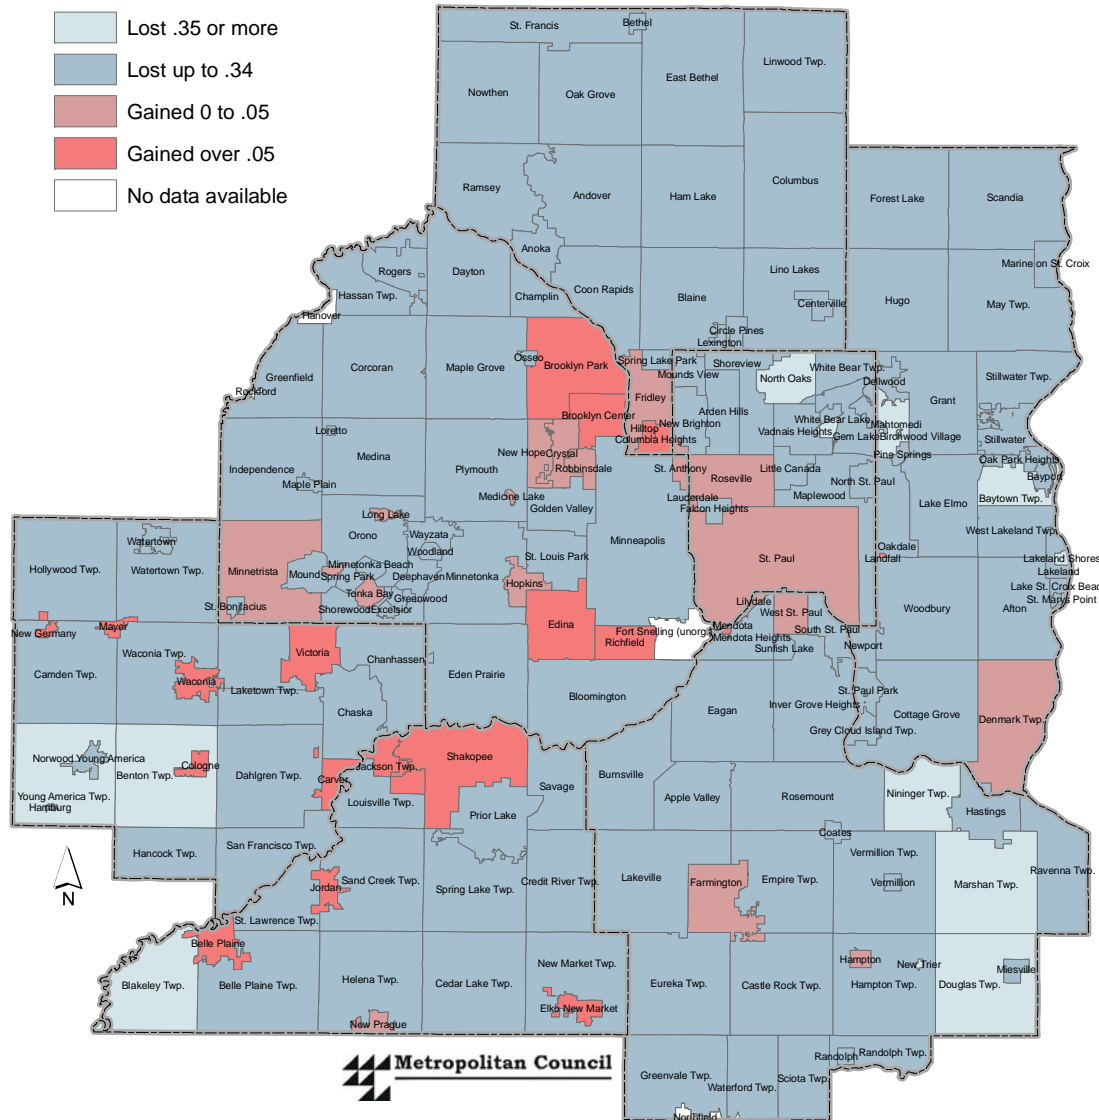 Lost .35 or more
Lost up to .34
Gained 0 to .05
Gained over .05
No data available
St. Francis
Bethel
Linwood Twp.
East Bethel
Nowthen
Oak Grove
Columbus
Ramsey
Andover
Ham Lake
Forest Lake
Scandia
Anoka
Marine on St. Croix
Rogers
Dayton
Lino Lakes
Hassan Twp.
Champlin
Coon Rapids
Blaine
Centerville
Hugo
May Twp.
Hanover
Circle Pines
Lexington
Osseo
Brooklyn Park
Spring Lake Park
Shoreview
White Bear Twp.
Corcoran
Maple Grove
Mounds View
North Oaks
Dellwood
Stillwater Twp.
Greenfield
Rockford
Fridley
Grant
Brooklyn Center
Arden Hills
White Bear Lake
Mahtomedi
Loretto
Hilltop
New Brighton
Vadnais Heights
Gem Lake
Birchwood Village
Stillwater
Columbia Heights
Medina
New Hope
Crystal
Pine Springs
Oak Park Heights
Independence
Plymouth
Robbinsdale
St. Anthony
Little Canada
Bayport
Maple Plain
Roseville
North St. Paul
Medicine Lake
Lauderdale
Maplewood
Baytown Twp.
Golden Valley
Falcon Heights
Lake Elmo
Long Lake
Orono
Wayzata
Minneapolis
West Lakeland Twp.
Watertown
Woodland
Oakdale
Hollywood Twp.
Watertown Twp.
Minnetrista
Minnetonka Beach
St. Louis Park
St. Paul
Landfall
Lakeland Shores
Mound
Spring Park
Deephaven
Minnetonka
Hopkins
Lakeland
Tonka Bay
Greenwood
Lake St. Croix Beach
St. Bonifacius
Shorewood
Excelsior
Lilydale
Woodbury
Afton
St. Marys Point
West St. Paul
New Germany
Mayer
Edina
Fort Snelling (unorg.)
Mendota
South St. Paul
Richfield
Mendota Heights
Newport
Waconia Twp.
Victoria
Chanhassen
Sunfish Lake
Camden Twp.
Waconia
Laketown Twp.
Eden Prairie
Bloomington
St. Paul Park
Chaska
Eagan
Inver Grove Heights
Cottage Grove
Denmark Twp.
Grey Cloud Island Twp.
Norwood Young America
Shakopee
Cologne
Jackson Twp.
Benton Twp.
Dahlgren Twp.
Carver
Burnsville
Young America Twp.
Louisville Twp.
Savage
Apple Valley
Rosemount
Nininger Twp.
Hamburg
Prior Lake
Hastings
Coates
San Francisco Twp.
Hancock Twp.
Vermillion Twp.
Ravenna Twp.
Jordan
Sand Creek Twp.
Spring Lake Twp.
Credit River Twp.
Lakeville
Farmington
Empire Twp.
Vermillion
Marshan Twp.
N
St. Lawrence Twp.
Belle Plaine
Hampton
New Trier
New Market Twp.
Miesville
Blakeley Twp.
Belle Plaine Twp.
Helena Twp.
Cedar Lake Twp.
Eureka Twp.
Castle Rock Twp.
Hampton Twp.
Douglas Twp.
Elko New Market
New Prague
Randolph
Randolph Twp.
Metropolitan Council
Greenvale Twp.
Waterford Twp.
Sciota Twp.
Northfield